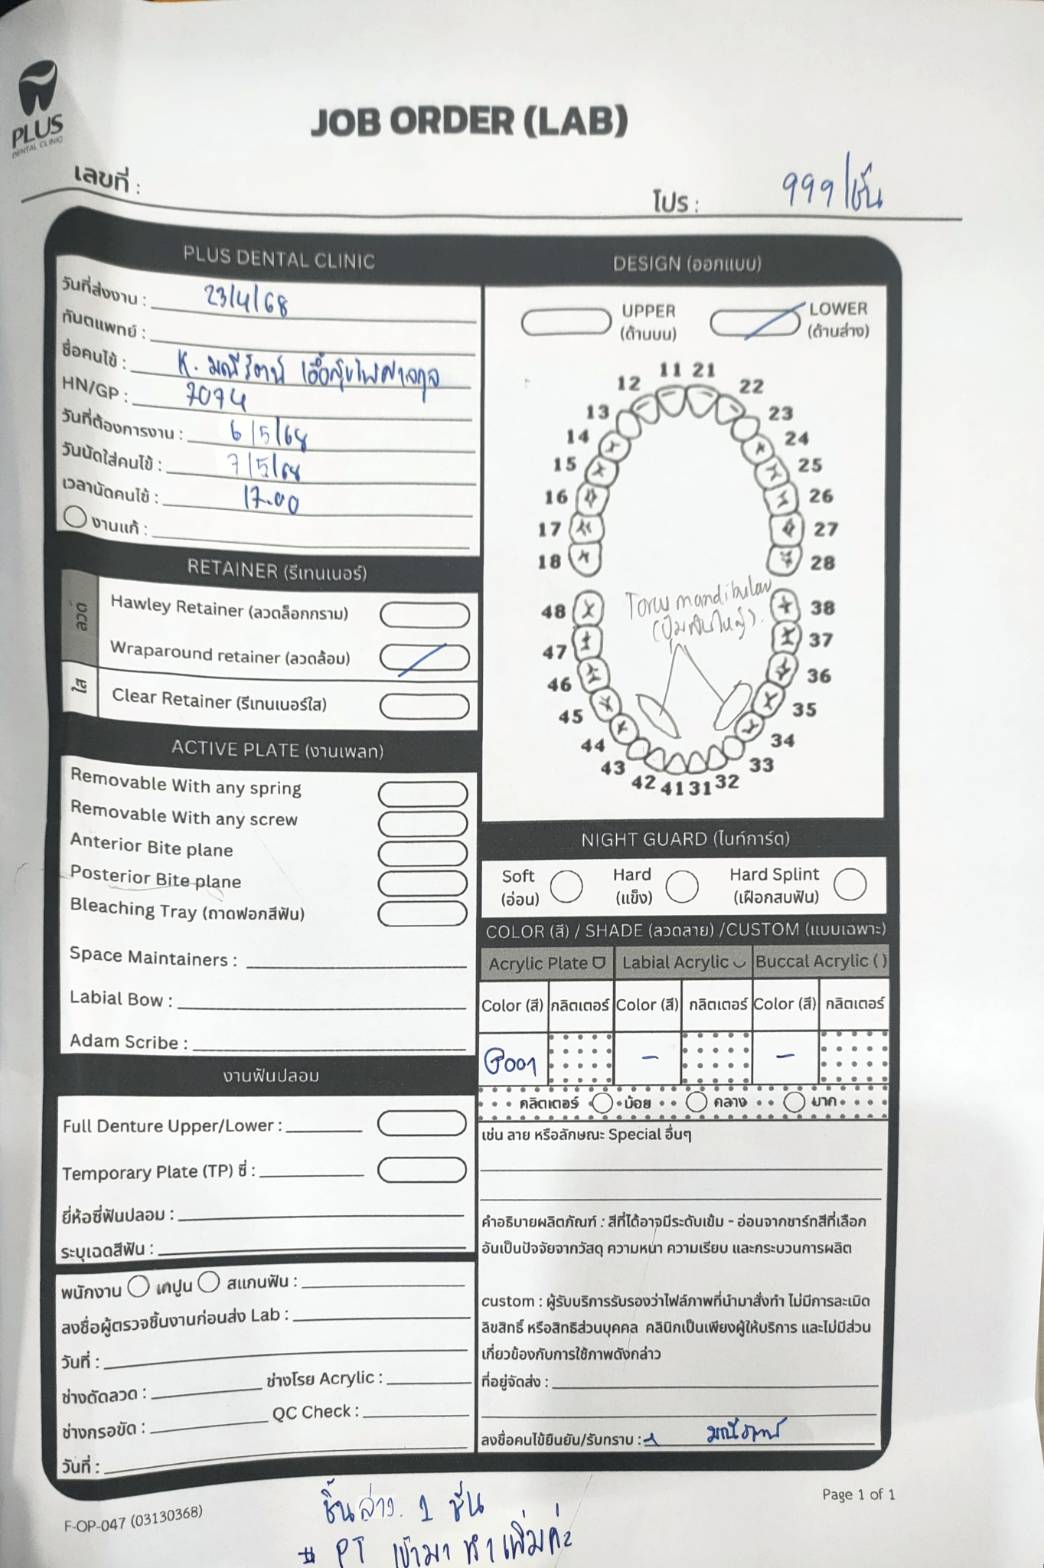 PLUS
DENTAL CLINIC
JOB ORDER (LAB)
เลขที่ :
โปร : 999/ชิ้น
PLUS DENTAL CLINIC
วันที่ส่งงาน : 23/4/68
ทันตแพทย์ :
ชื่อคนไข้ : K. มณีรัตน์
HN/GP : 7074
วันที่ต้องการงาน : 6/5/68
วันนัดใส่คนไข้ : 7/5/68
เวลานัดคนไข้ : 17.00
งานแก้ :
RETAINER (รีเทนเนอร์)
ลวด
Hawley Retainer (ลวดล็อกกราม)
Wraparound retainer (ลวดล้อม)
ใส
Clear Retainer (รีเทนเนอร์ใส)
ACTIVE PLATE (งานเพลท)
Removable With any spring
Removable With any screw
Anterior Bite plane
Posterior Bite plane
Bleaching Tray (ถาดฟอกสีฟัน)
Space Maintainers :
Labial Bow :
Adam Scribe :
งานฟันปลอม
Full Denture Upper/Lower :
Temporary Plate (TP) ซี่ :
ยี่ห้อซี่ฟันปลอม :
ระบุเฉดสีฟัน :
พนักงาน เทปูน สแกนฟัน :
ลงชื่อผู้ตรวจชิ้นงานก่อนส่ง Lab :
วันที่ :
ช่างดัดลวด : ช่างโรย Acrylic :
ช่างกรอขัด : QC Check :
วันที่ :
DESIGN (ออกแบบ)
UPPER LOWER
(ด้านบน) (ด้านล่าง)
11 21
12 22
13 23
14 24
15 25
16 26
17 27
18 28
Torus mandibular
48 38
47 37
46 36
45 35
44 34
43 33
42 41 31 32
NIGHT GUARD (ไนท์การ์ด)
Soft Hard Hard Splint
(อ่อน) (แข็ง) (เฝือกสบฟัน)
COLOR (สี) / SHADE (ลวดลาย) /CUSTOM (แบบเฉพาะ)
Acrylic Plate Labial Acrylic Buccal Acrylic ( )
Color (สี) กลิตเตอร์ Color (สี) กลิตเตอร์ Color (สี) กลิตเตอร์
P001 - -
กลิตเตอร์ น้อย กลาง มาก
เช่น ลาย หรือลักษณะ Special อื่นๆ
คำอธิบายผลิตภัณฑ์ : สีที่ได้อาจมีระดับเข้ม - อ่อนจากชาร์ทสีที่เลือก
อันเป็นปัจจัยจากวัสดุ ความหนา ความเรียบ และกระบวนการผลิต
custom : ผู้รับบริการรับรองว่าไฟล์ภาพที่นำมาสั่งทำ ไม่มีการละเมิด
ลิขสิทธิ์ หรือสิทธิส่วนบุคคล คลินิกเป็นเพียงผู้ให้บริการ และไม่มีส่วน
เกี่ยวข้องกับการใช้ภาพดังกล่าว
ที่อยู่จัดส่ง :
ลงชื่อคนไข้ยืนยัน/รับทราบ : มณีรัตน์
F-OP-047 (03130368)
Page 1 of 1
ชิ้นล่าง. 1 ชิ้น
# PT เข้ามา ทำเพิ่มค่ะ